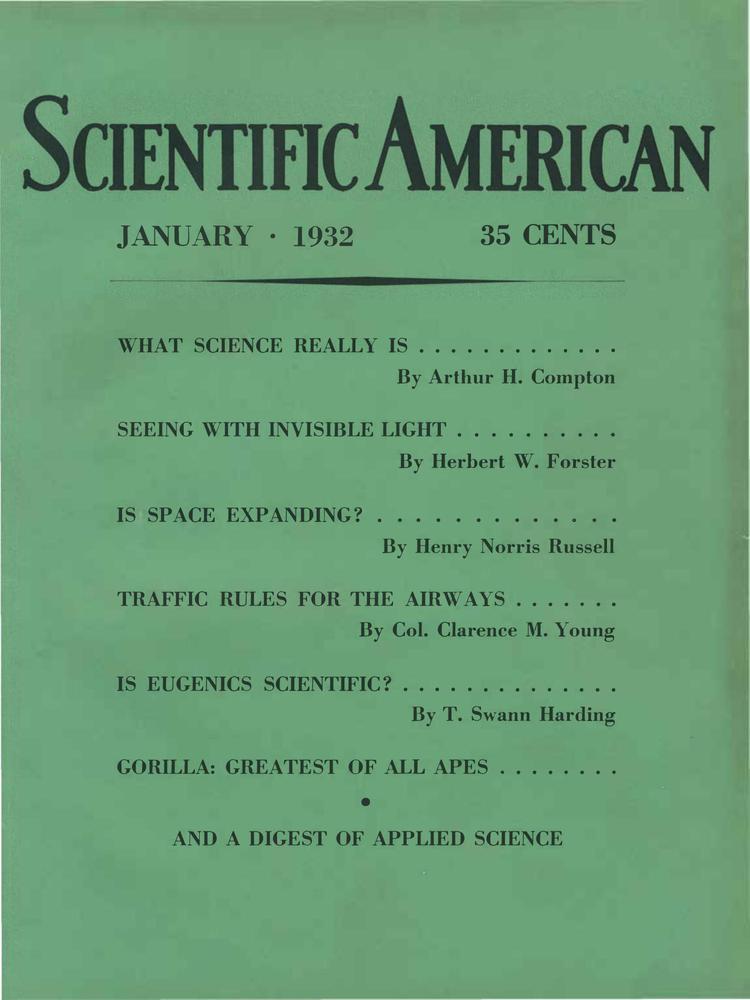 SCIENTIFIC AMERICAN
JANUARY · 1932 35 CENTS
WHAT SCIENCE REALLY IS . . . . . . . . . . . . .
By Arthur H. Compton
SEEING WITH INVISIBLE LIGHT . . . . . . . . . .
By Herbert W. Forster
IS SPACE EXPANDING? . . . . . . . . . . . . .
By Henry Norris Russell
TRAFFIC RULES FOR THE AIRWAYS . . . . . . .
By Col. Clarence M. Young
IS EUGENICS SCIENTIFIC? . . . . . . . . . . . . . .
By T. Swann Harding
GORILLA: GREATEST OF ALL APES . . . . . . . .
•
AND A DIGEST OF APPLIED SCIENCE